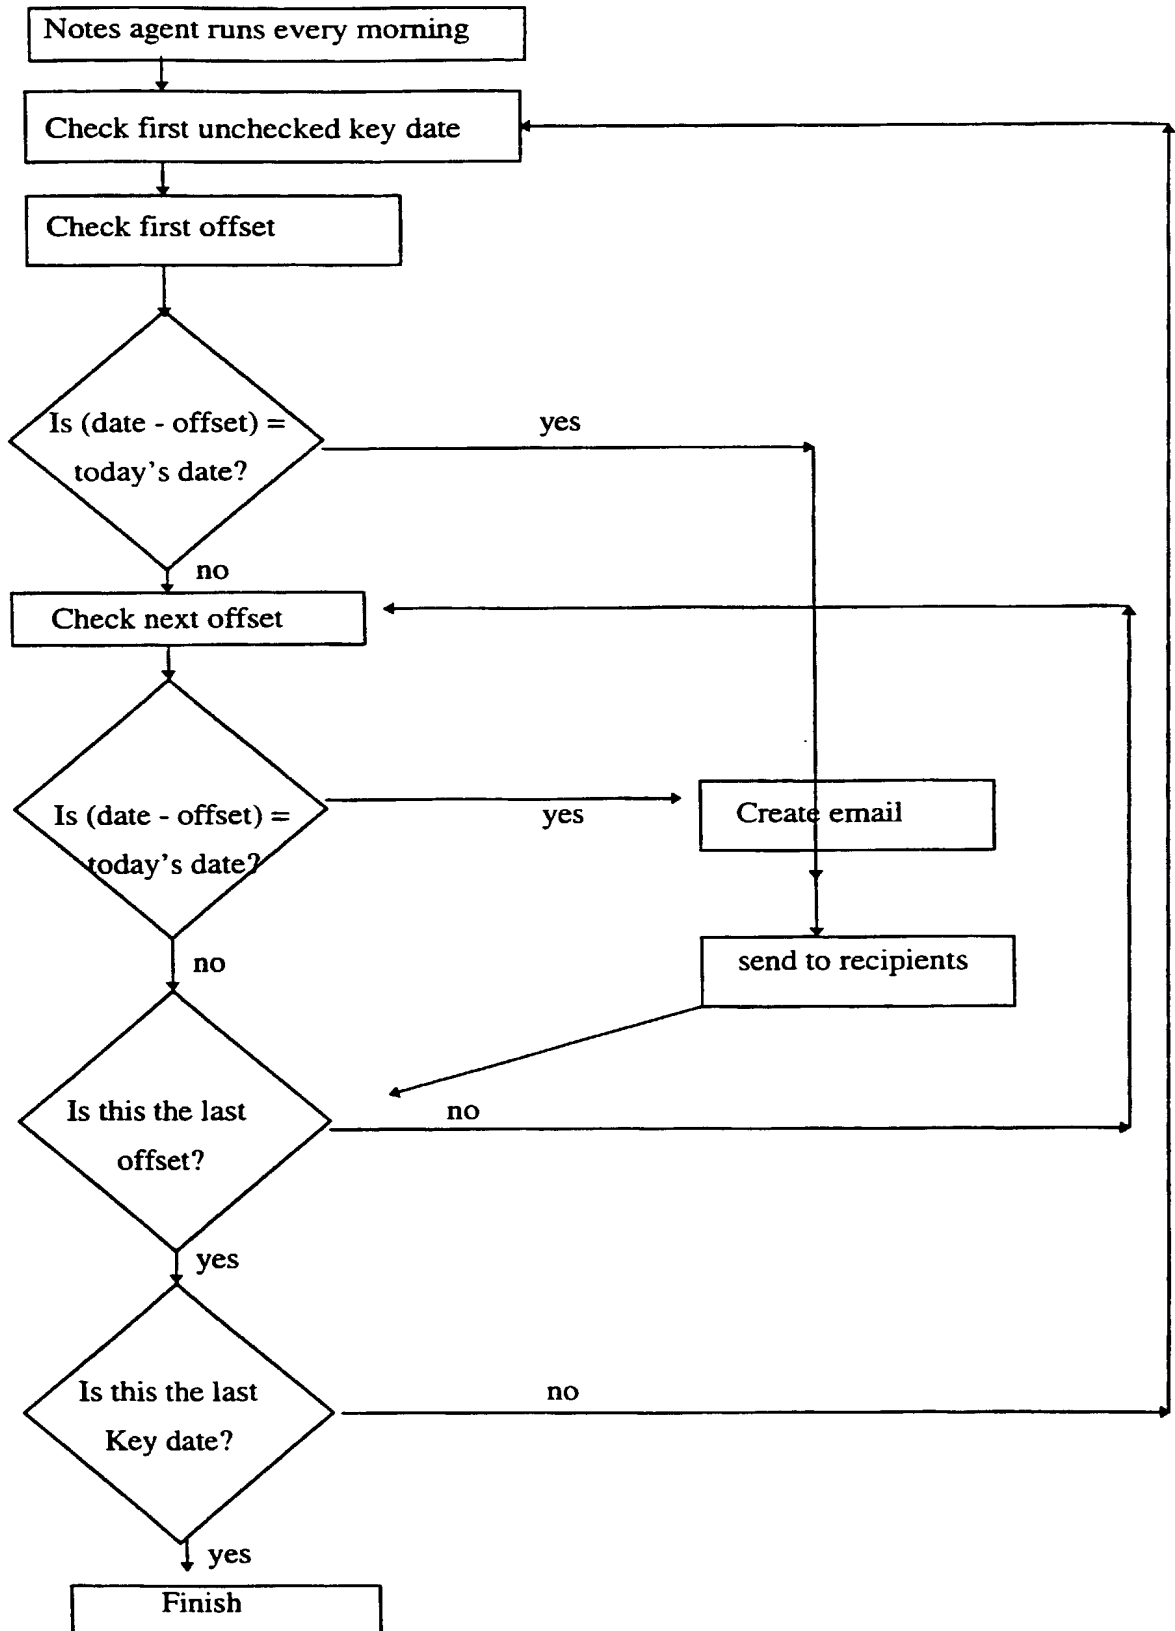 Notes agent runs every morning
Check first unchecked key date
Check first offset
Is (date - offset) =
today's date?
yes
no
Check next offset
Is (date - offset) =
today's date?
yes
Create email
no
send to recipients
Is this the last
offset?
no
yes
Is this the last
Key date?
no
yes
Finish